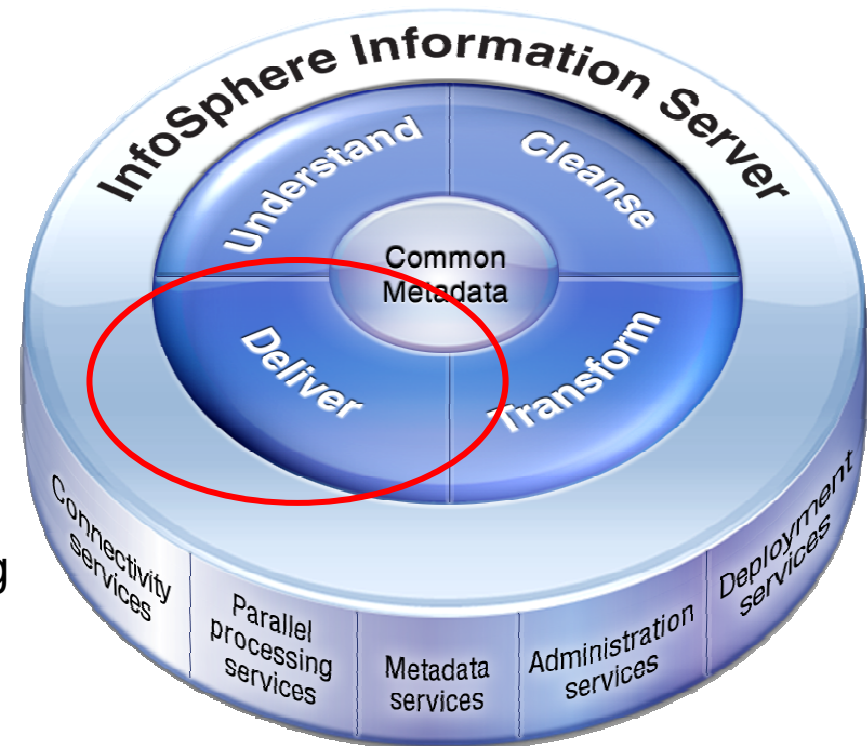 InfoSphere Information Server
Understand
Cleanse
Common
Metadata
Deliver
Transform
g
Connectivity
services
Parallel
processing
services
Metadata
services
Administration
services
Deployment
services